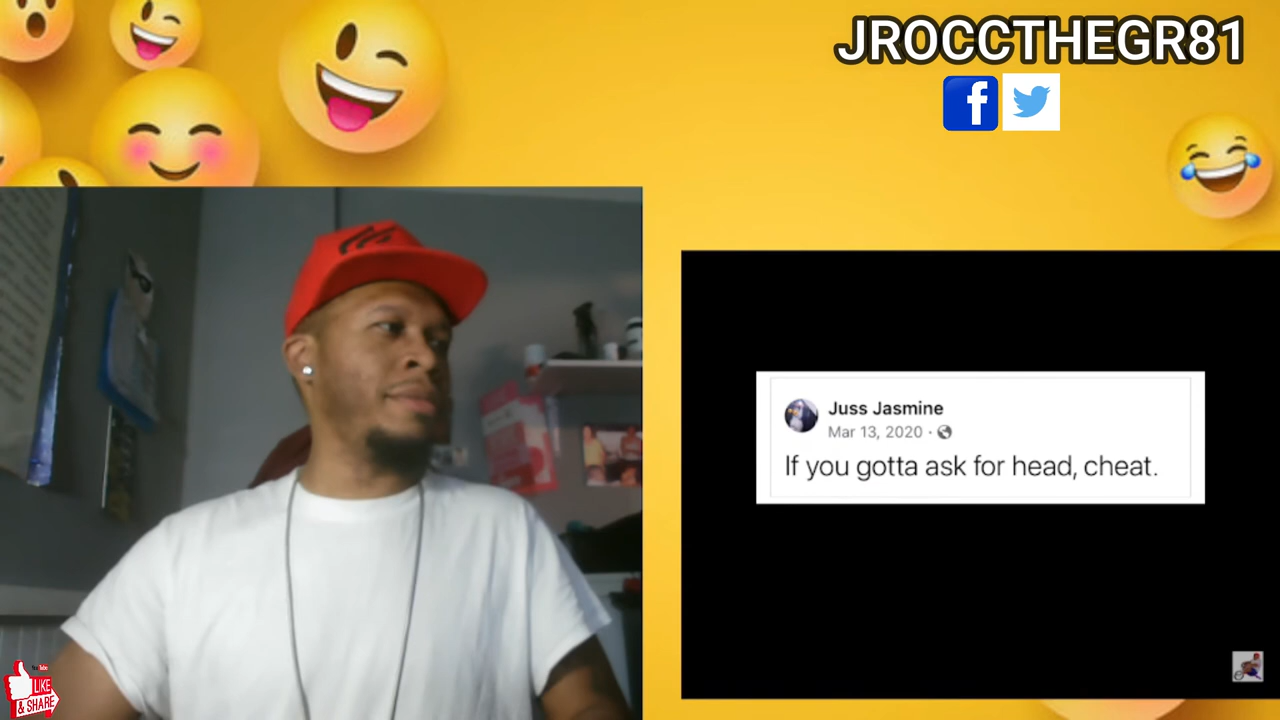 JROCCTHEGR81
Juss Jasmine
Mar 13, 2020
If you gotta ask for head, cheat.
LIKE
& SHARE